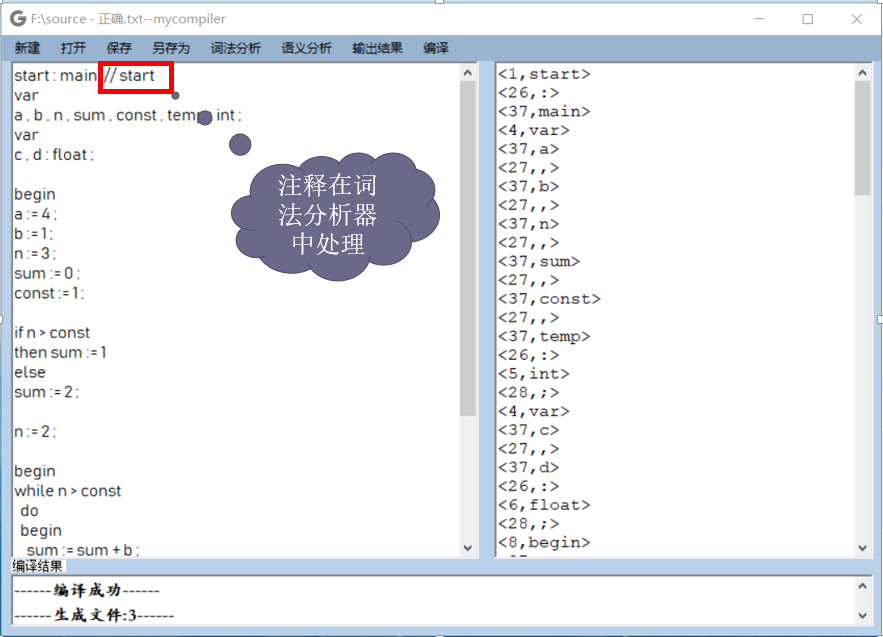 F:\source - 正确.txt--mycompiler
新建 打开 保存 另存为 词法分析 语义分析 输出结果 编译
start : main //start
var
a , b , n , sum , const , temp : int ;
var
c , d : float ;
begin
a := 4 ;
b := 1;
n := 3 ;
sum := 0 ;
const := 1;
if n > const
then sum := 1
else
sum := 2 ;
n := 2 ;
begin
while n > const
do
begin
sum := sum + b ;
注释在词
法分析器
中处理
<1,start>
<26,:>
<37,main>
<4,var>
<37,a>
<27,,>
<37,b>
<27,,>
<37,n>
<27,,>
<37,sum>
<27,,>
<37,const>
<27,,>
<37,temp>
<26,:>
<5,int>
<28,;>
<4,var>
<37,c>
<27,,>
<37,d>
<26,:>
<6,float>
<28,;>
<8,begin>
编译结果
------编译成功------
------生成文件:3------